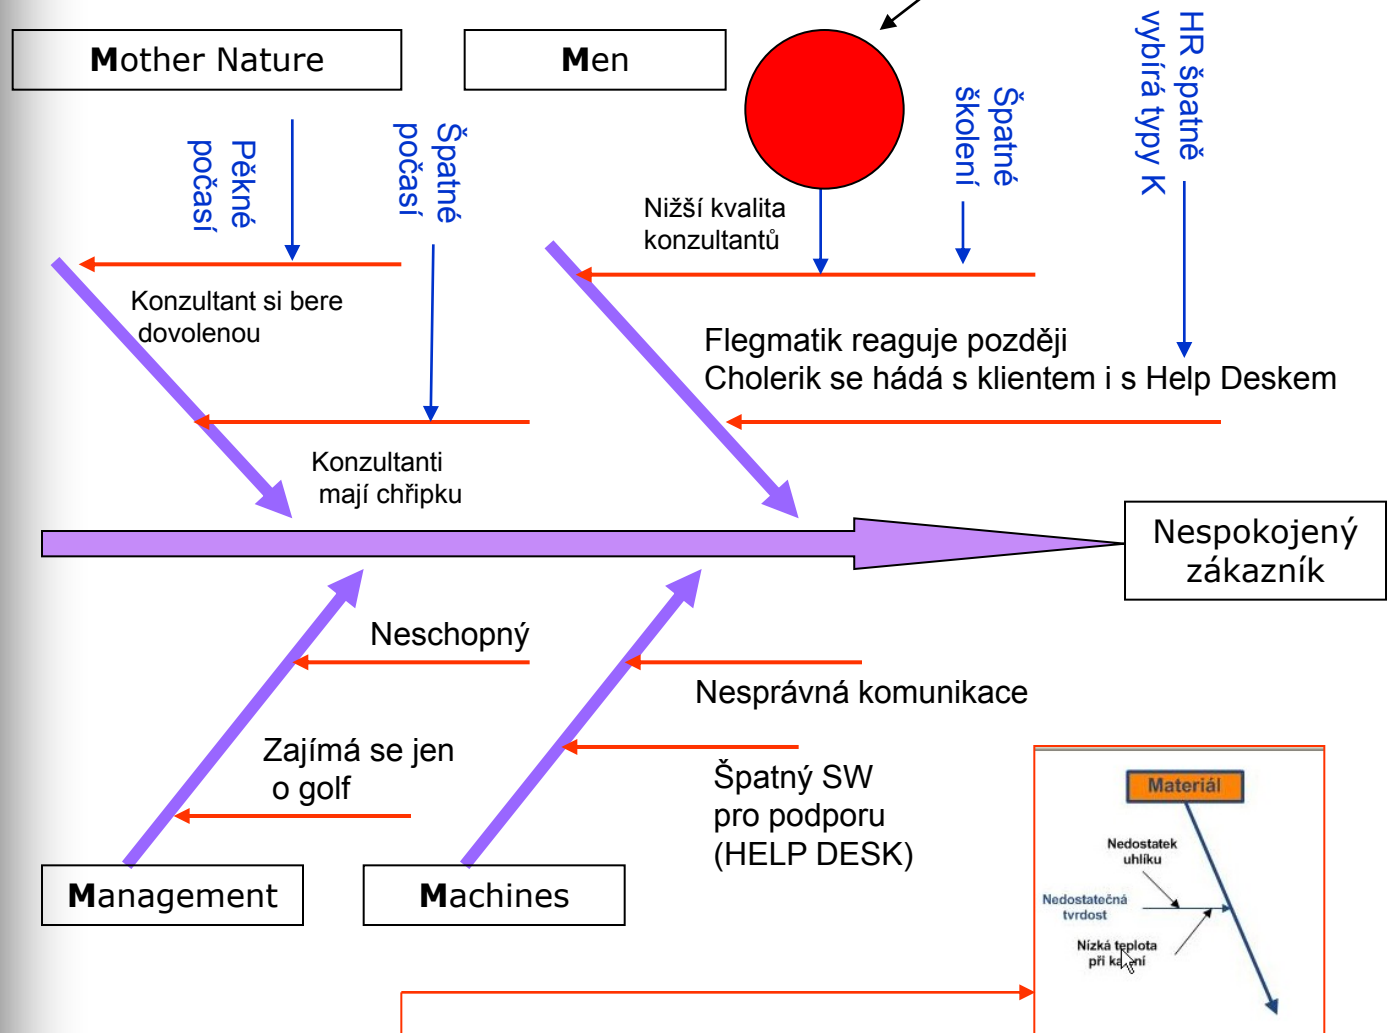 Mother Nature
Men
HR špatně
vybírá typy K
Špatné
školení
Pěkné
počasí
Špatné
počasí
Nižší kvalita
konzultantů
Konzultant si bere
dovolenou
Flegmatik reaguje později
Cholerik se hádá s klientem i s Help Deskem
Konzultanti
mají chřipku
Nespokojený
zákazník
Neschopný
Nesprávná komunikace
Zajímá se jen
o golf
Špatný SW
pro podporu
(HELP DESK)
Management
Machines
Materiál
Nedostatek
uhlíku
Nedostatečná
tvrdost
Nízká teplota
při kalení